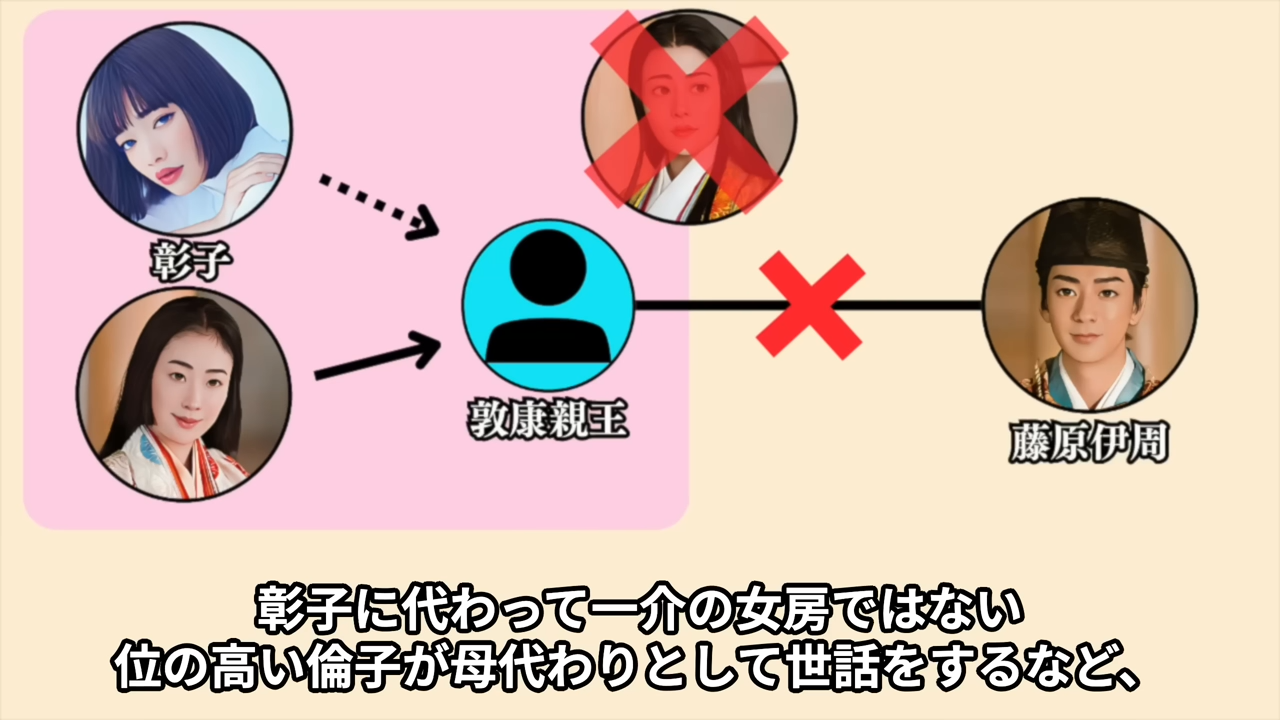 彰子
敦康親王
藤原伊周
彰子に代わって一介の女房ではない
位の高い倫子が母代わりとして世話をするなど、